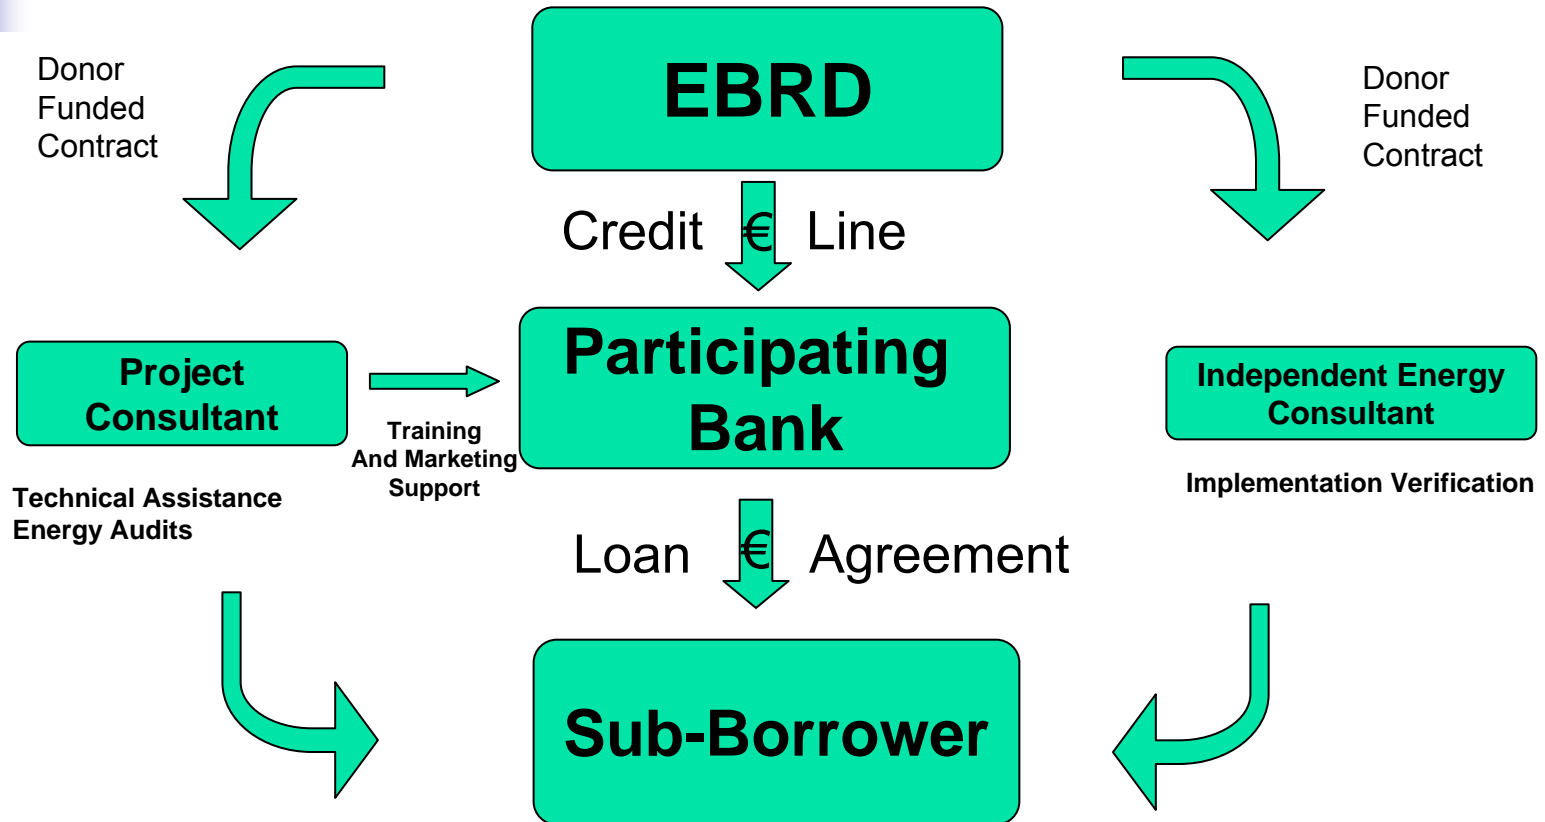 EBRD
Donor
Funded
Contract
Donor
Funded
Contract
Credit € Line
Participating
Bank
Project
Consultant
Training
And Marketing
Support
Independent Energy
Consultant
Technical Assistance
Energy Audits
Implementation Verification
Loan € Agreement
Sub-Borrower